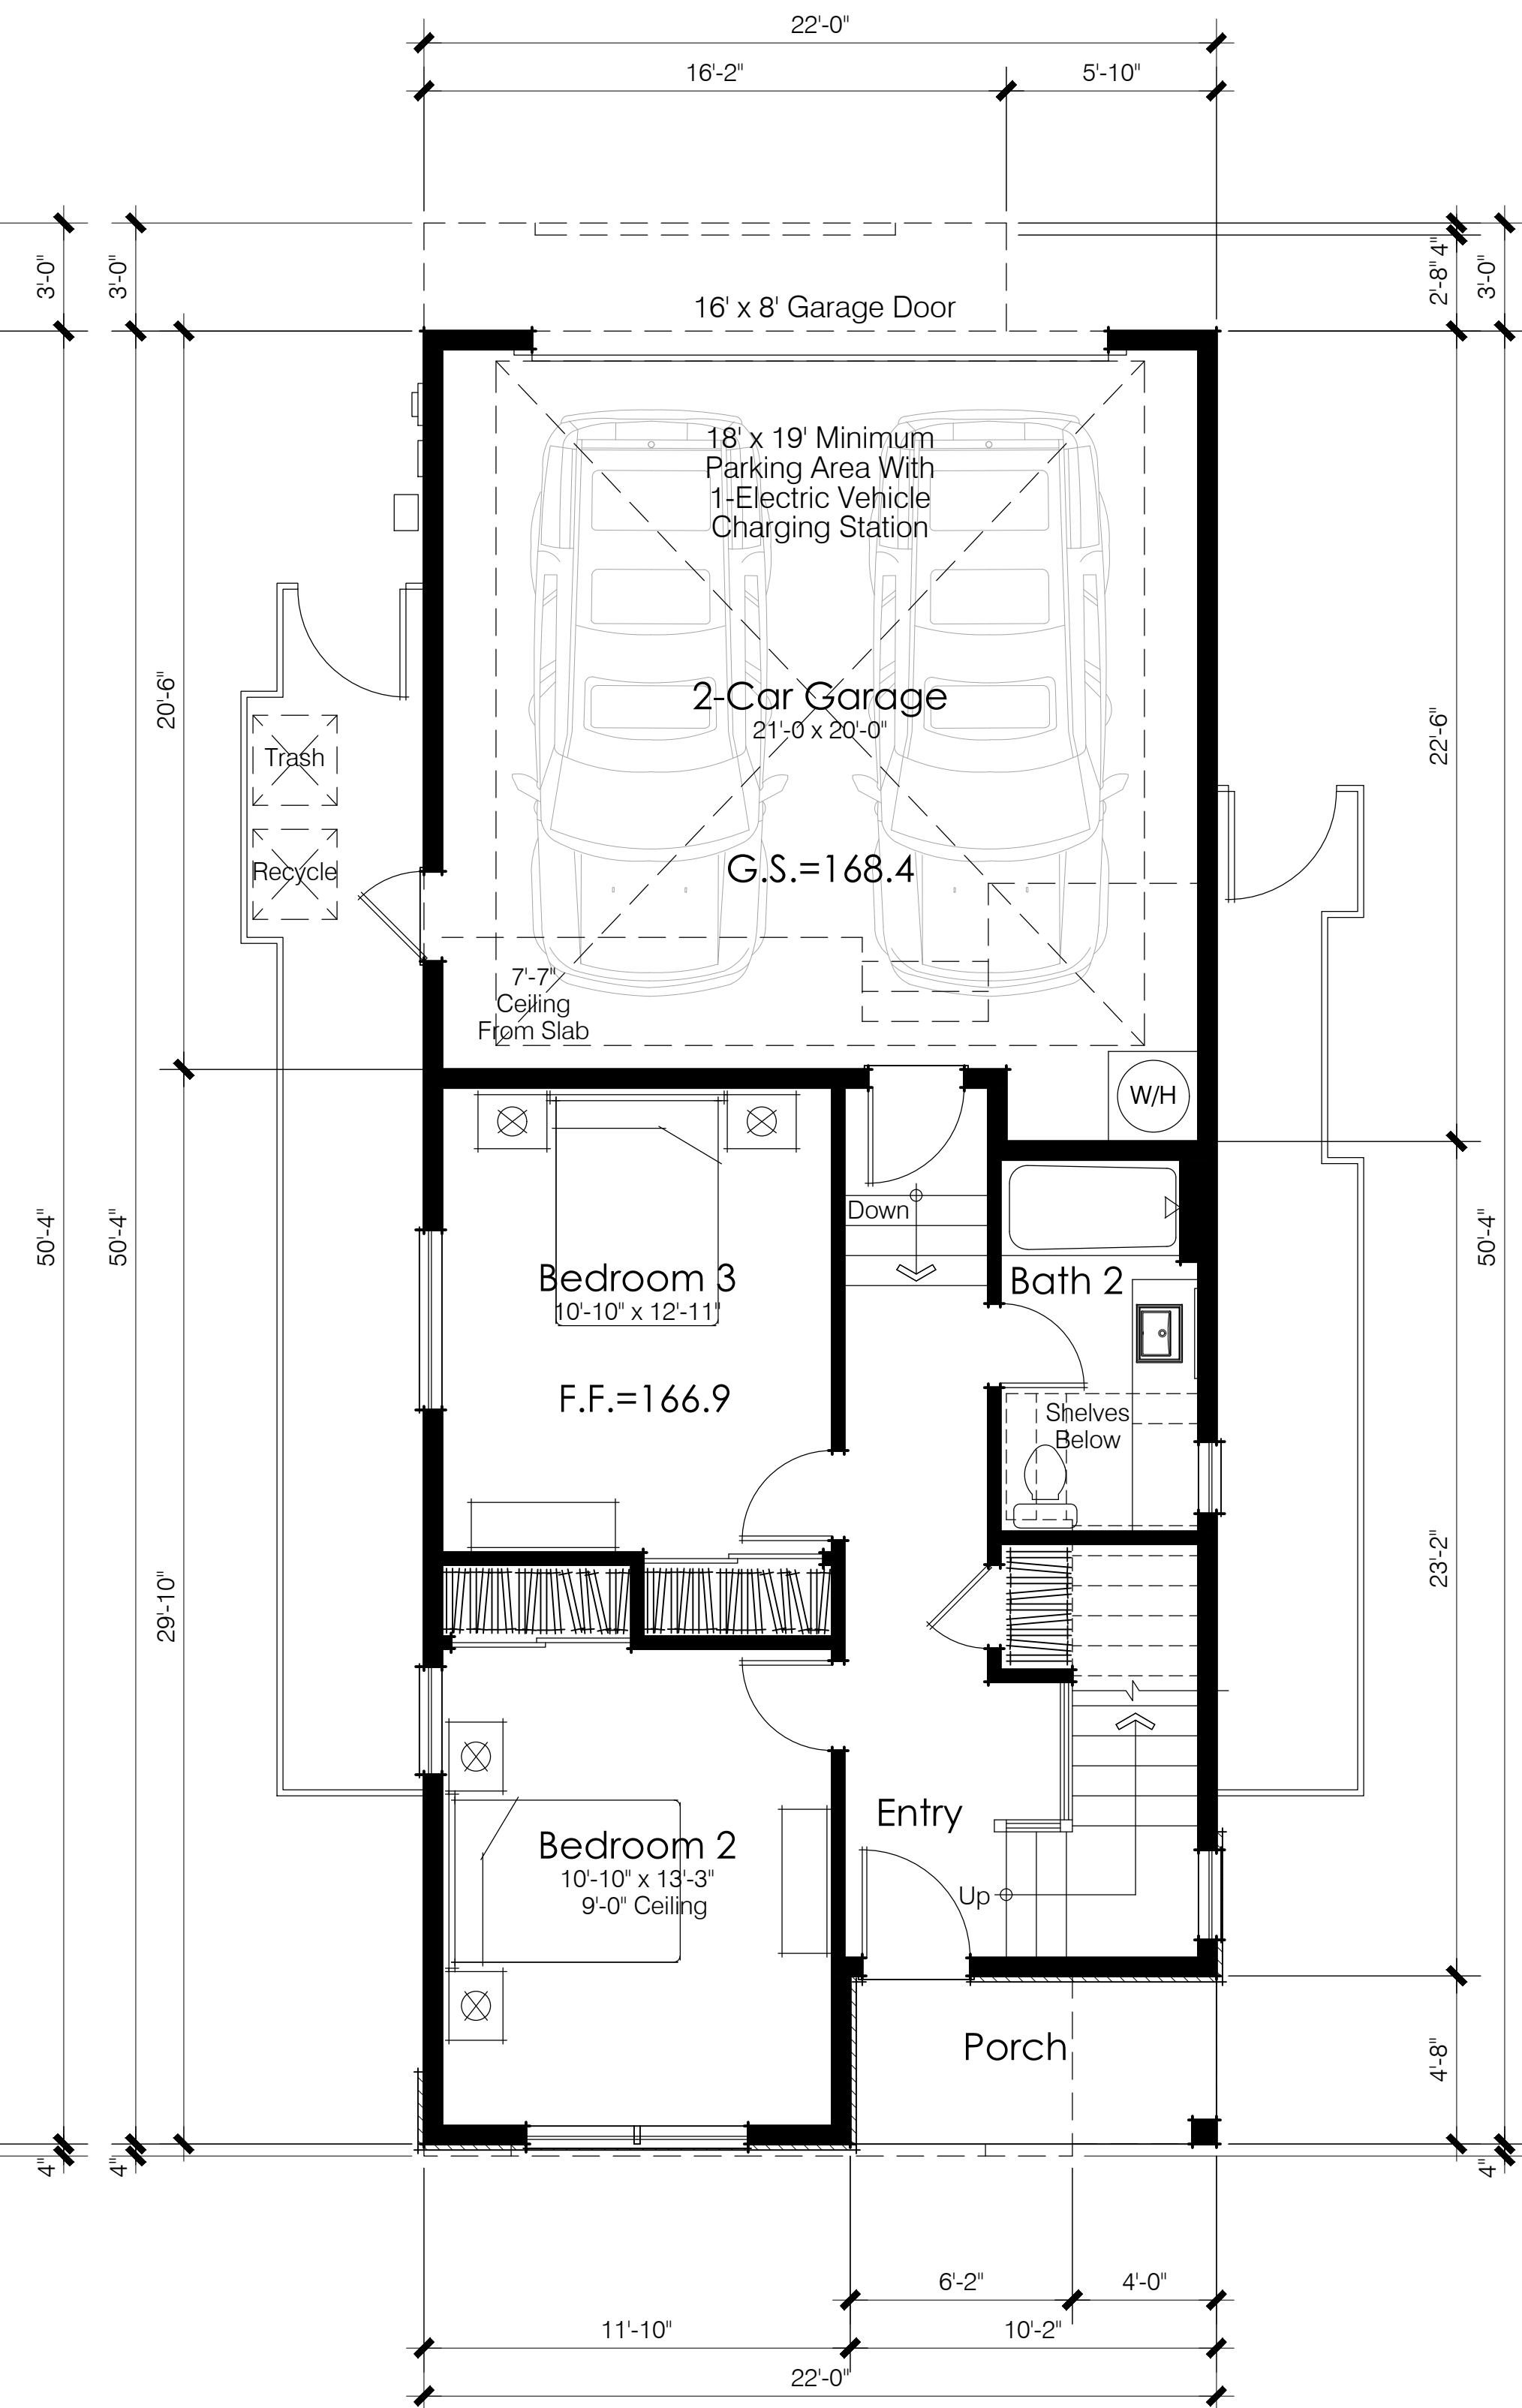 22'-0"
16'-2"
5'-10"
3'-0"
3'-0"
2'-8"
4"
3'-0"
16' x 8' Garage Door
18' x 19' Minimum
Parking Area With
1-Electric Vehicle
Charging Station
20'-6"
22'-6"
2-Car Garage
21'-0 x 20'-0"
Trash
Recycle
G.S.=168.4
7'-7"
Ceiling
From Slab
W/H
Down
50'-4"
50'-4"
50'-4"
Bedroom 3
10'-10" x 12'-11"
Bath 2
F.F.=166.9
Shelves
Below
29'-10"
23'-2"
Entry
Bedroom 2
10'-10" x 13'-3"
9'-0" Ceiling
Up
Porch
4'-8"
4"
4"
4"
6'-2"
4'-0"
11'-10"
10'-2"
22'-0"